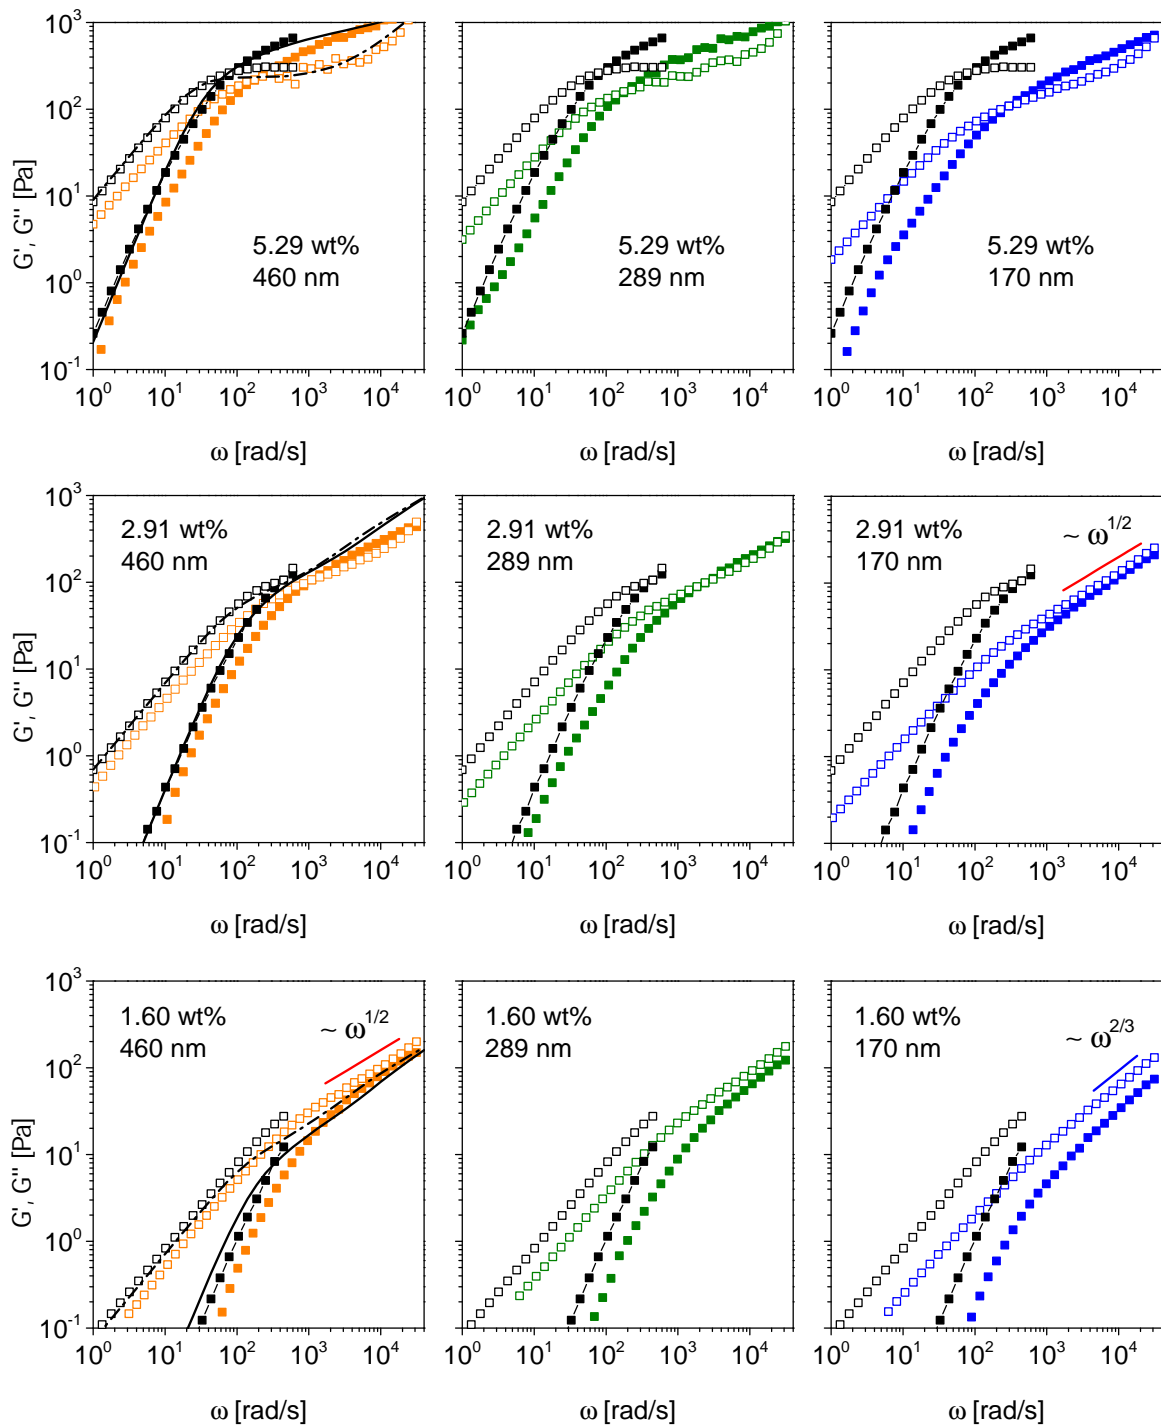 10³
10²
10¹
10⁰
10⁻¹
G', G'' [Pa]
5.29 wt%
460 nm
10⁰ 10¹ 10² 10³ 10⁴
ω [rad/s]
5.29 wt%
289 nm
10⁰ 10¹ 10² 10³ 10⁴
ω [rad/s]
5.29 wt%
170 nm
10⁰ 10¹ 10² 10³ 10⁴
ω [rad/s]
10³
10²
10¹
10⁰
10⁻¹
G', G'' [Pa]
2.91 wt%
460 nm
10⁰ 10¹ 10² 10³ 10⁴
ω [rad/s]
2.91 wt%
289 nm
10⁰ 10¹ 10² 10³ 10⁴
ω [rad/s]
2.91 wt%
170 nm
~ ω^1/2
10⁰ 10¹ 10² 10³ 10⁴
ω [rad/s]
10³
10²
10¹
10⁰
10⁻¹
G', G'' [Pa]
1.60 wt%
460 nm
~ ω^1/2
10⁰ 10¹ 10² 10³ 10⁴
ω [rad/s]
1.60 wt%
289 nm
10⁰ 10¹ 10² 10³ 10⁴
ω [rad/s]
1.60 wt%
170 nm
~ ω^2/3
10⁰ 10¹ 10² 10³ 10⁴
ω [rad/s]